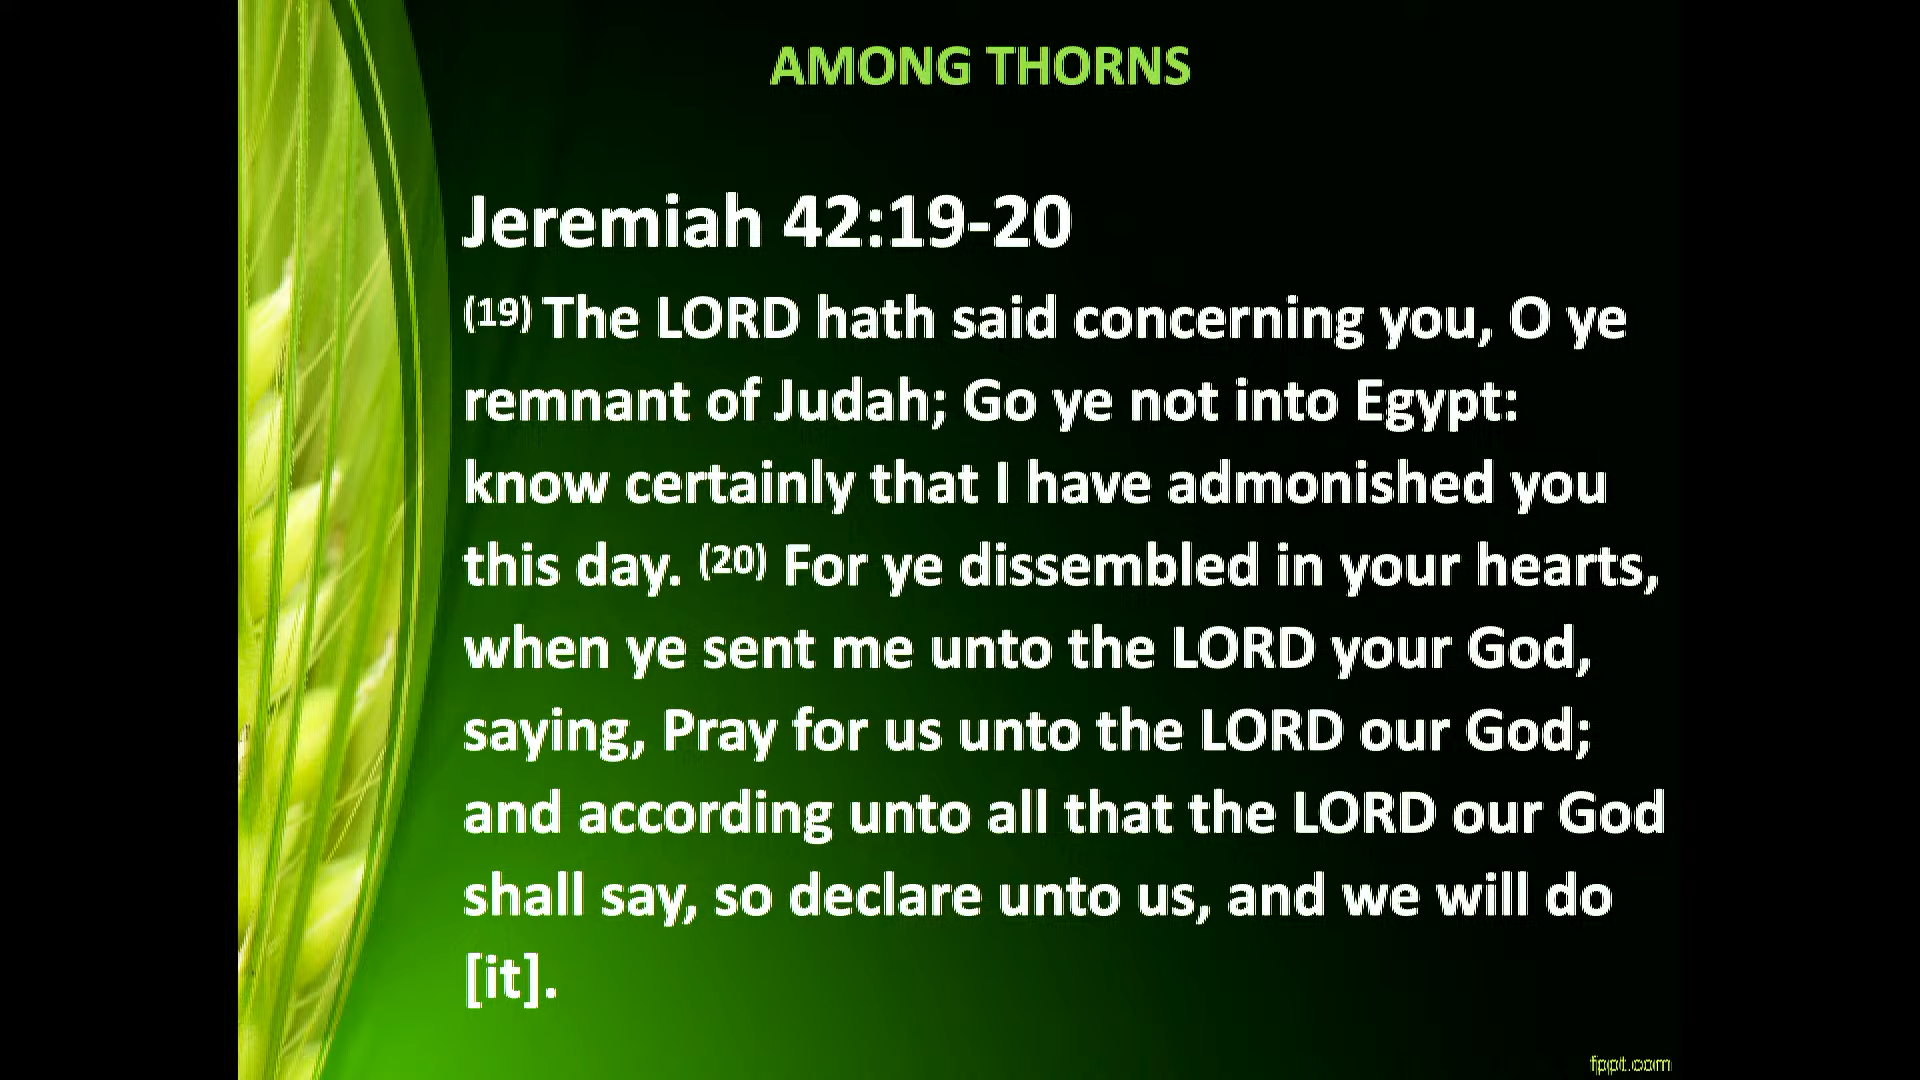 AMONG THORNS
Jeremiah 42:19-20
(19) The LORD hath said concerning you, O ye
remnant of Judah; Go ye not into Egypt:
know certainly that I have admonished you
this day. (20) For ye dissembled in your hearts,
when ye sent me unto the LORD your God,
saying, Pray for us unto the LORD our God;
and according unto all that the LORD our God
shall say, so declare unto us, and we will do
[it].
fppt.com